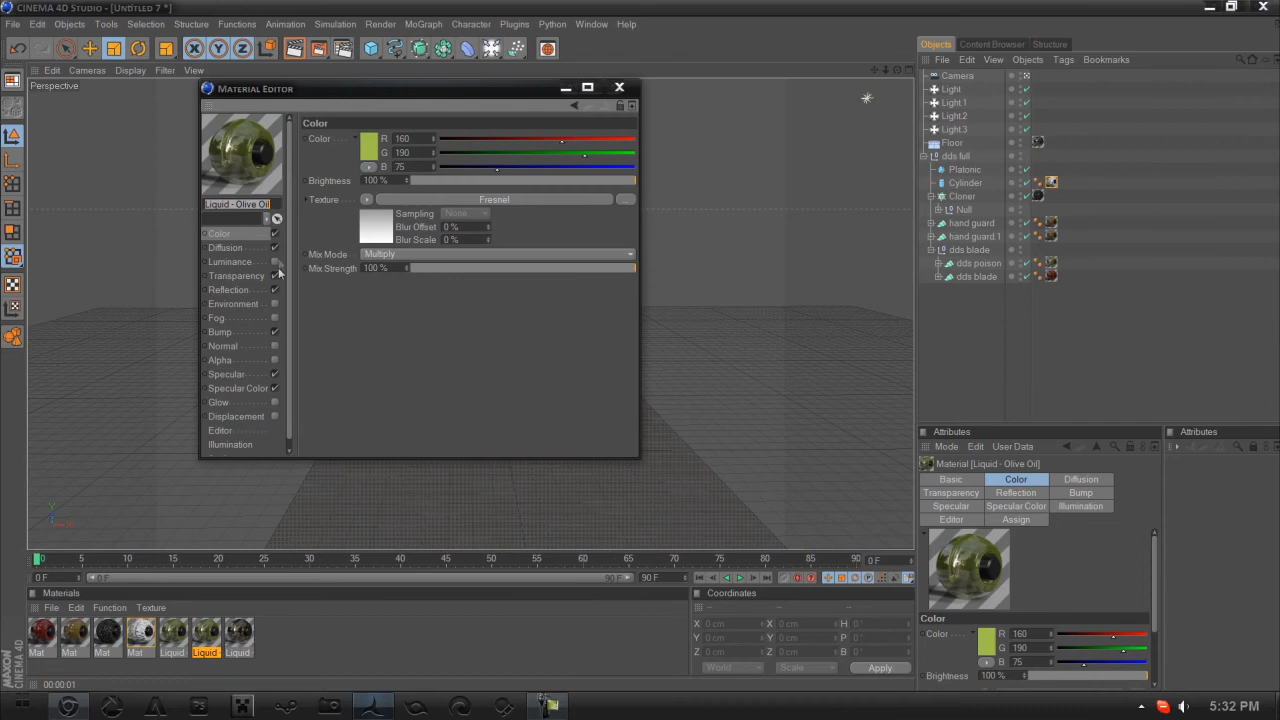 CINEMA 4D Studio - [Untitled 7 *]
File Edit Objects Tools Selection Structure Functions Animation Simulation Render MoGraph Character Plugins Python Window Help
X Y Z
Edit Cameras Display Filter View
Perspective
Material Editor
Color
Color R 160
G 190
B 75
Brightness 100 %
Texture Fresnel ...
Sampling None
Blur Offset 0 %
Blur Scale 0 %
Mix Mode Multiply
Mix Strength 100 %
Liquid - Olive Oil
Color
Diffusion
Luminance
Transparency
Reflection
Environment
Fog
Bump
Normal
Alpha
Specular
Specular Color
Glow
Displacement
Editor
Illumination
Objects Content Browser Structure
File Edit View Objects Tags Bookmarks
Camera
Light
Light.1
Light.2
Light.3
Floor
dds full
Platonic
Cylinder
Cloner
Null
hand guard
hand guard.1
dds blade
dds poison
dds blade
Attributes
Mode Edit User Data
Material [Liquid - Olive Oil]
Basic Color Diffusion
Transparency Reflection Bump
Specular Specular Color Illumination
Editor Assign
Color
Color R 160
G 190
B 75
Brightness 100 %
Attributes
0 5 10 15 20 25 30 35 40 45 50 55 60 65 70 75 80 85 90 0 F
0 F 0 F 90 F 90 F
Materials
File Edit Function Texture
Mat Mat Mat Mat Liquid Liquid Liquid
Coordinates
-- -- --
X 0 cm X 0 cm H 0 °
Y 0 cm Y 0 cm P 0 °
Z 0 cm Z 0 cm B 0 °
World Scale Apply
MAXON CINEMA 4D
00:00:01
5:32 PM